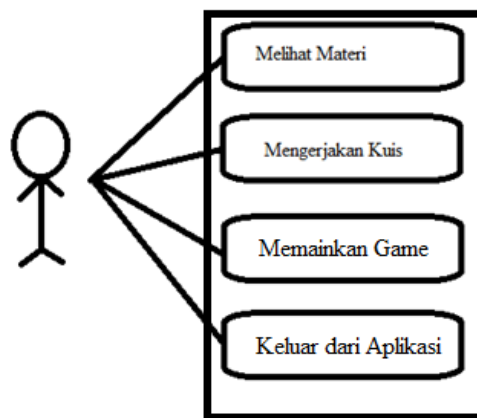 Melihat Materi
Mengerjakan Kuis
Memainkan Game
Keluar dari Aplikasi